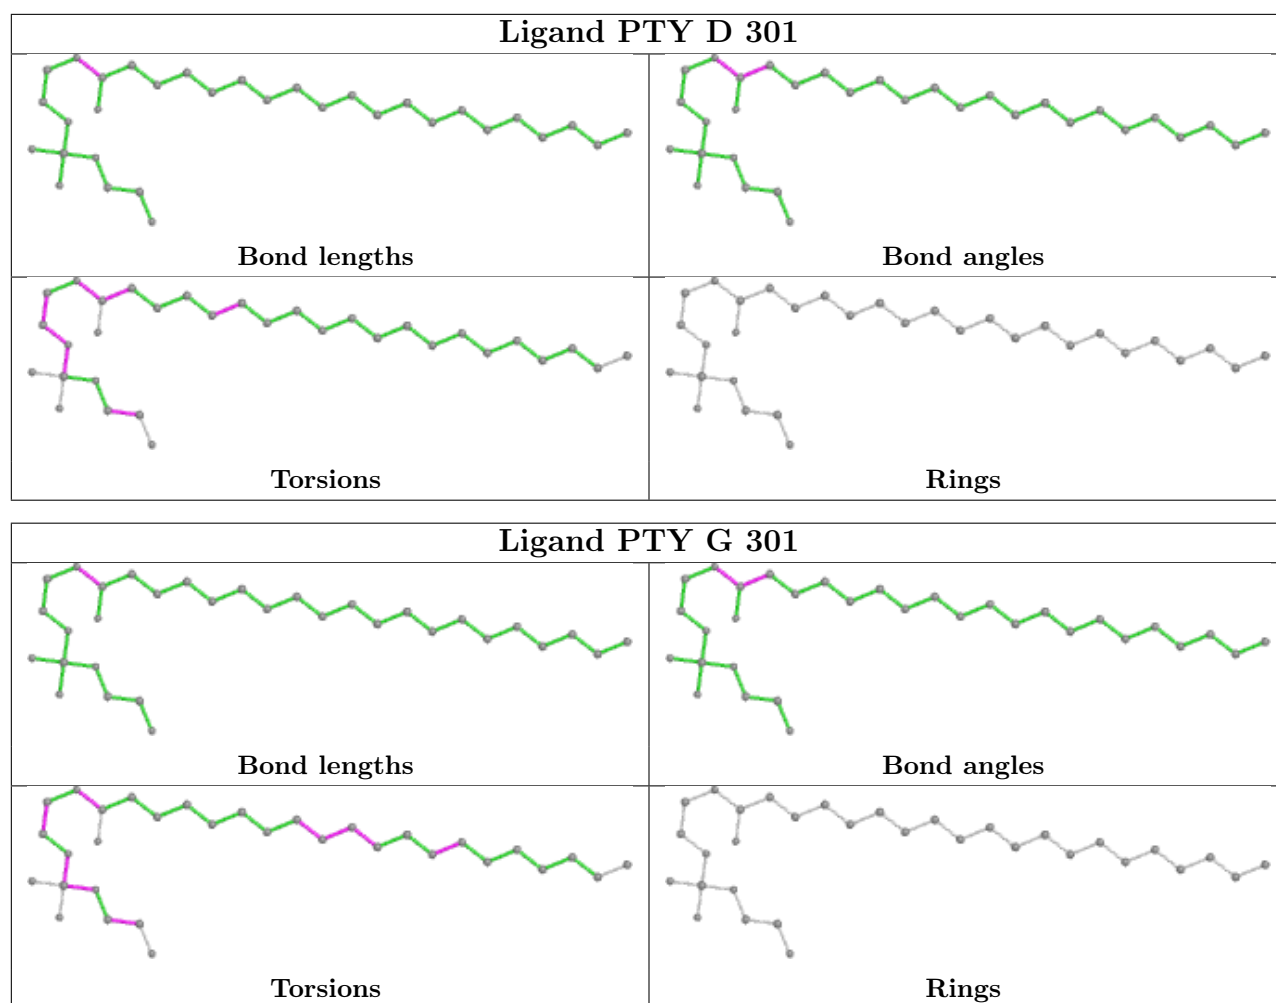 Ligand PTY D 301
Bond lengths
Bond angles
Torsions
Rings
Ligand PTY G 301
Bond lengths
Bond angles
Torsions
Rings